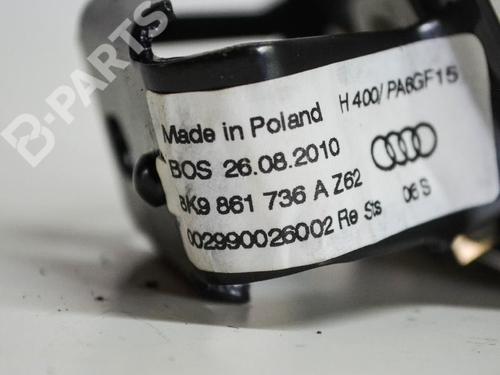 B-PARTS
Made in Poland H400/ PA6GF15
BOS 26.08.2010
8K9 861 736 A Z62
002990026002 Re Sts 06 S